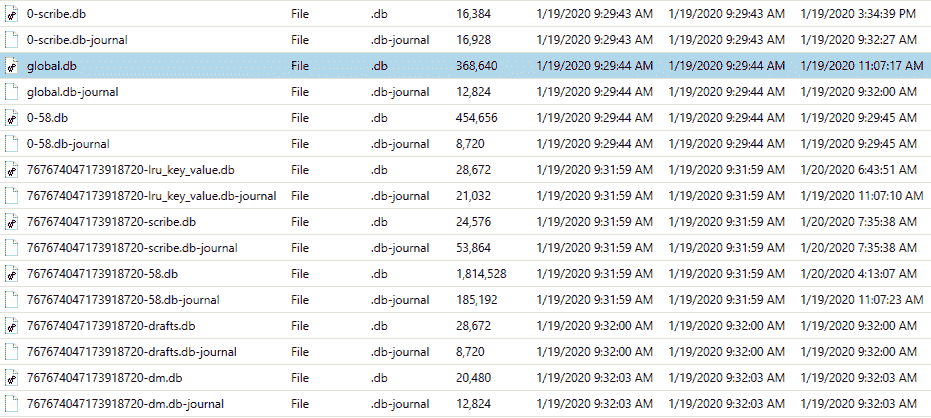 0-scribe.db File .db 16,384 1/19/2020 9:29:43 AM 1/19/2020 9:29:43 AM 1/19/2020 3:34:39 PM
0-scribe.db-journal File .db-journal 16,928 1/19/2020 9:29:43 AM 1/19/2020 9:29:43 AM 1/19/2020 9:32:27 AM
global.db File .db 368,640 1/19/2020 9:29:44 AM 1/19/2020 9:29:44 AM 1/19/2020 11:07:17 AM
global.db-journal File .db-journal 12,824 1/19/2020 9:29:44 AM 1/19/2020 9:29:44 AM 1/19/2020 9:32:00 AM
0-58.db File .db 454,656 1/19/2020 9:29:44 AM 1/19/2020 9:29:44 AM 1/19/2020 9:29:45 AM
0-58.db-journal File .db-journal 8,720 1/19/2020 9:29:44 AM 1/19/2020 9:29:44 AM 1/19/2020 9:29:45 AM
767674047173918720-lru_key_value.db File .db 28,672 1/19/2020 9:31:59 AM 1/19/2020 9:31:59 AM 1/20/2020 6:43:51 AM
767674047173918720-lru_key_value.db-journal File .db-journal 21,032 1/19/2020 9:31:59 AM 1/19/2020 9:31:59 AM 1/19/2020 11:07:10 AM
767674047173918720-scribe.db File .db 24,576 1/19/2020 9:31:59 AM 1/19/2020 9:31:59 AM 1/20/2020 7:35:38 AM
767674047173918720-scribe.db-journal File .db-journal 53,864 1/19/2020 9:31:59 AM 1/19/2020 9:31:59 AM 1/20/2020 7:35:38 AM
767674047173918720-58.db File .db 1,814,528 1/19/2020 9:31:59 AM 1/19/2020 9:31:59 AM 1/20/2020 4:13:07 AM
767674047173918720-58.db-journal File .db-journal 185,192 1/19/2020 9:31:59 AM 1/19/2020 9:31:59 AM 1/19/2020 11:07:23 AM
767674047173918720-drafts.db File .db 28,672 1/19/2020 9:32:00 AM 1/19/2020 9:32:00 AM 1/19/2020 9:32:00 AM
767674047173918720-drafts.db-journal File .db-journal 8,720 1/19/2020 9:32:00 AM 1/19/2020 9:32:00 AM 1/19/2020 9:32:00 AM
767674047173918720-dm.db File .db 20,480 1/19/2020 9:32:03 AM 1/19/2020 9:32:03 AM 1/19/2020 9:32:03 AM
767674047173918720-dm.db-journal File .db-journal 12,824 1/19/2020 9:32:03 AM 1/19/2020 9:32:03 AM 1/19/2020 9:32:03 AM